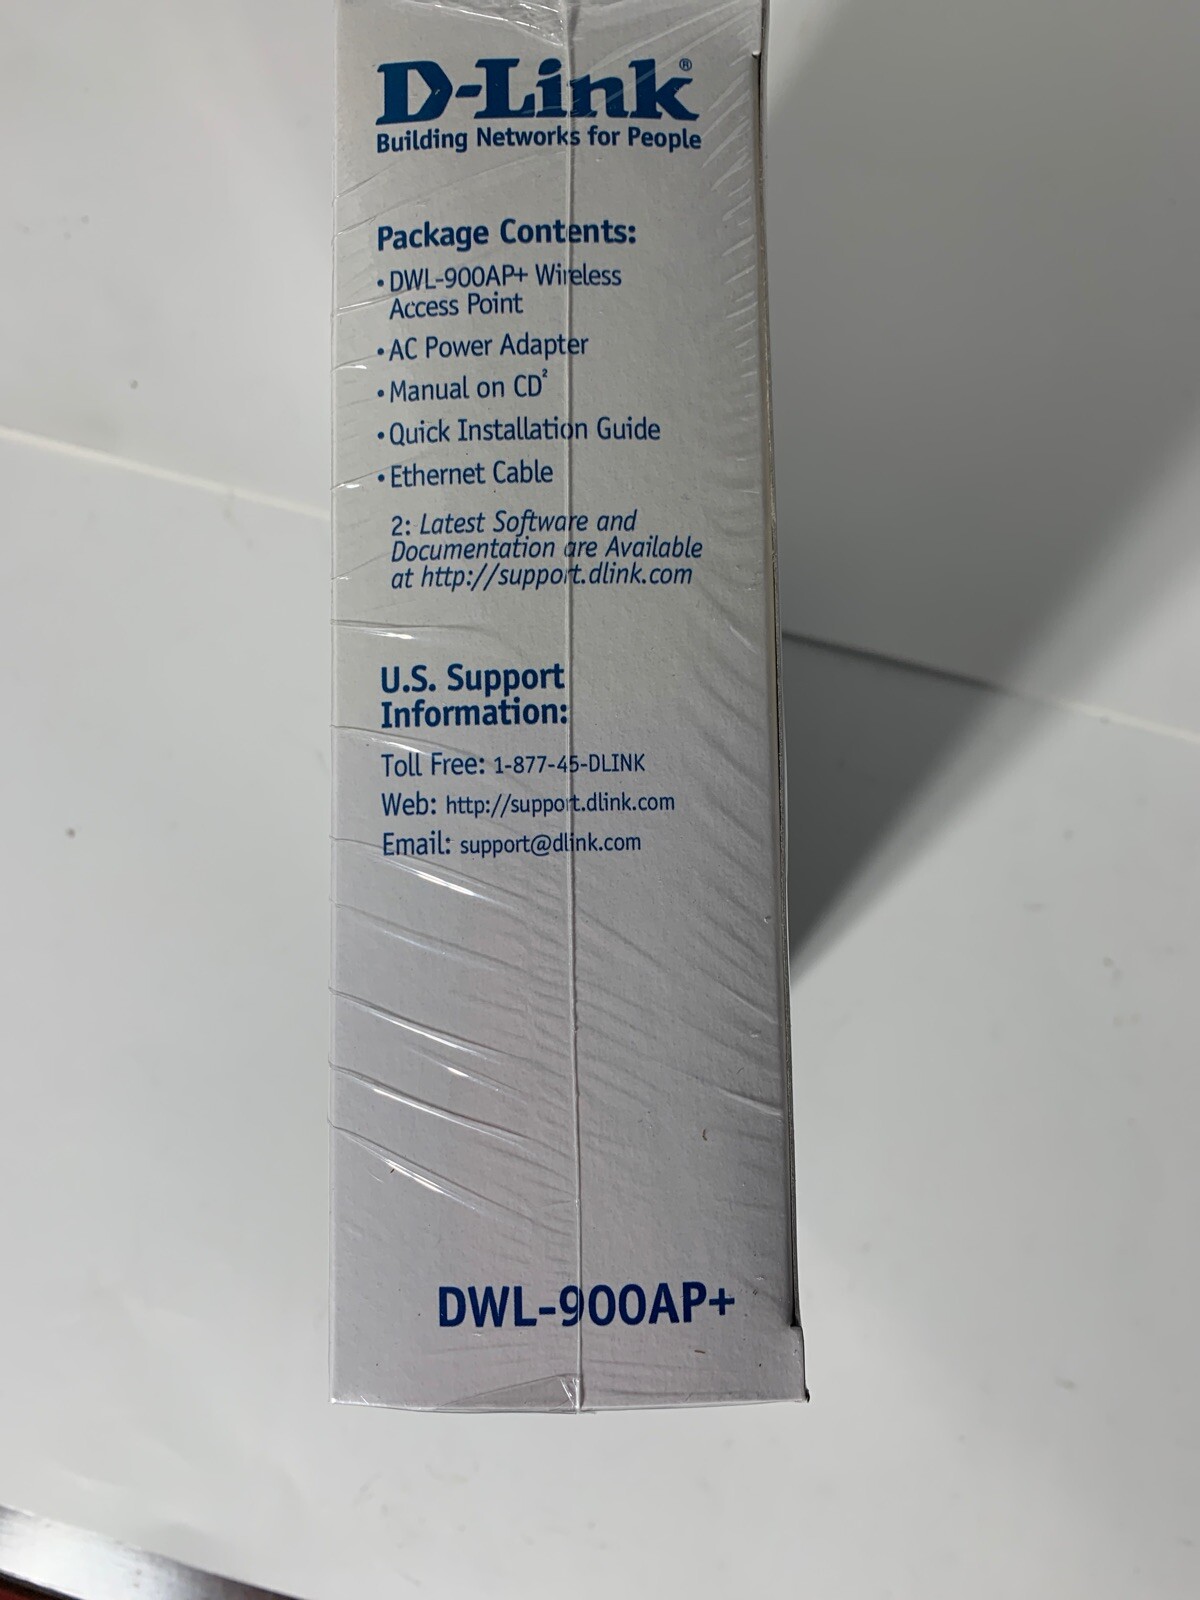 D-Link®
Building Networks for People
Package Contents:
• DWL-900AP+ Wireless
Access Point
• AC Power Adapter
• Manual on CD²
• Quick Installation Guide
• Ethernet Cable
2: Latest Software and
Documentation are Available
at http://support.dlink.com
U.S. Support
Information:
Toll Free: 1-877-45-DLINK
Web: http://support.dlink.com
Email: support@dlink.com
DWL-900AP+